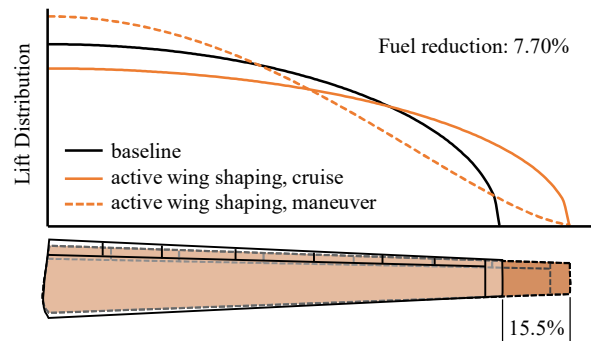 Lift Distribution
Fuel reduction: 7.70%
baseline
active wing shaping, cruise
active wing shaping, maneuver
15.5%